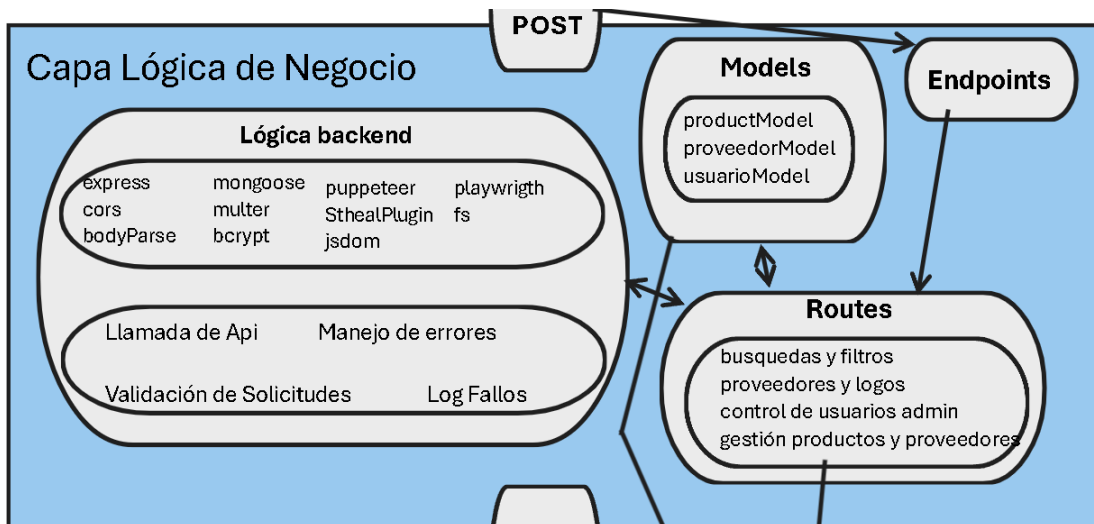 POST
Capa Lógica de Negocio
Models
productModel
proveedorModel
usuarioModel
Endpoints
Lógica backend
express
cors
bodyParse
mongoose
multer
bcrypt
puppeteer
SthealPlugin
jsdom
playwrigth
fs
Llamada de Api
Manejo de errores
Validación de Solicitudes
Log Fallos
Routes
busquedas y filtros
proveedores y logos
control de usuarios admin
gestión productos y proveedores